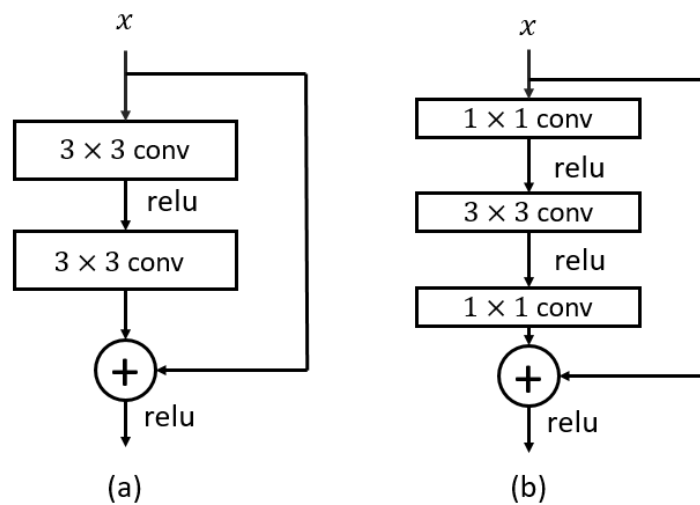 x
3 × 3 conv
relu
3 × 3 conv
+
relu
(a)
x
1 × 1 conv
relu
3 × 3 conv
relu
1 × 1 conv
+
relu
(b)